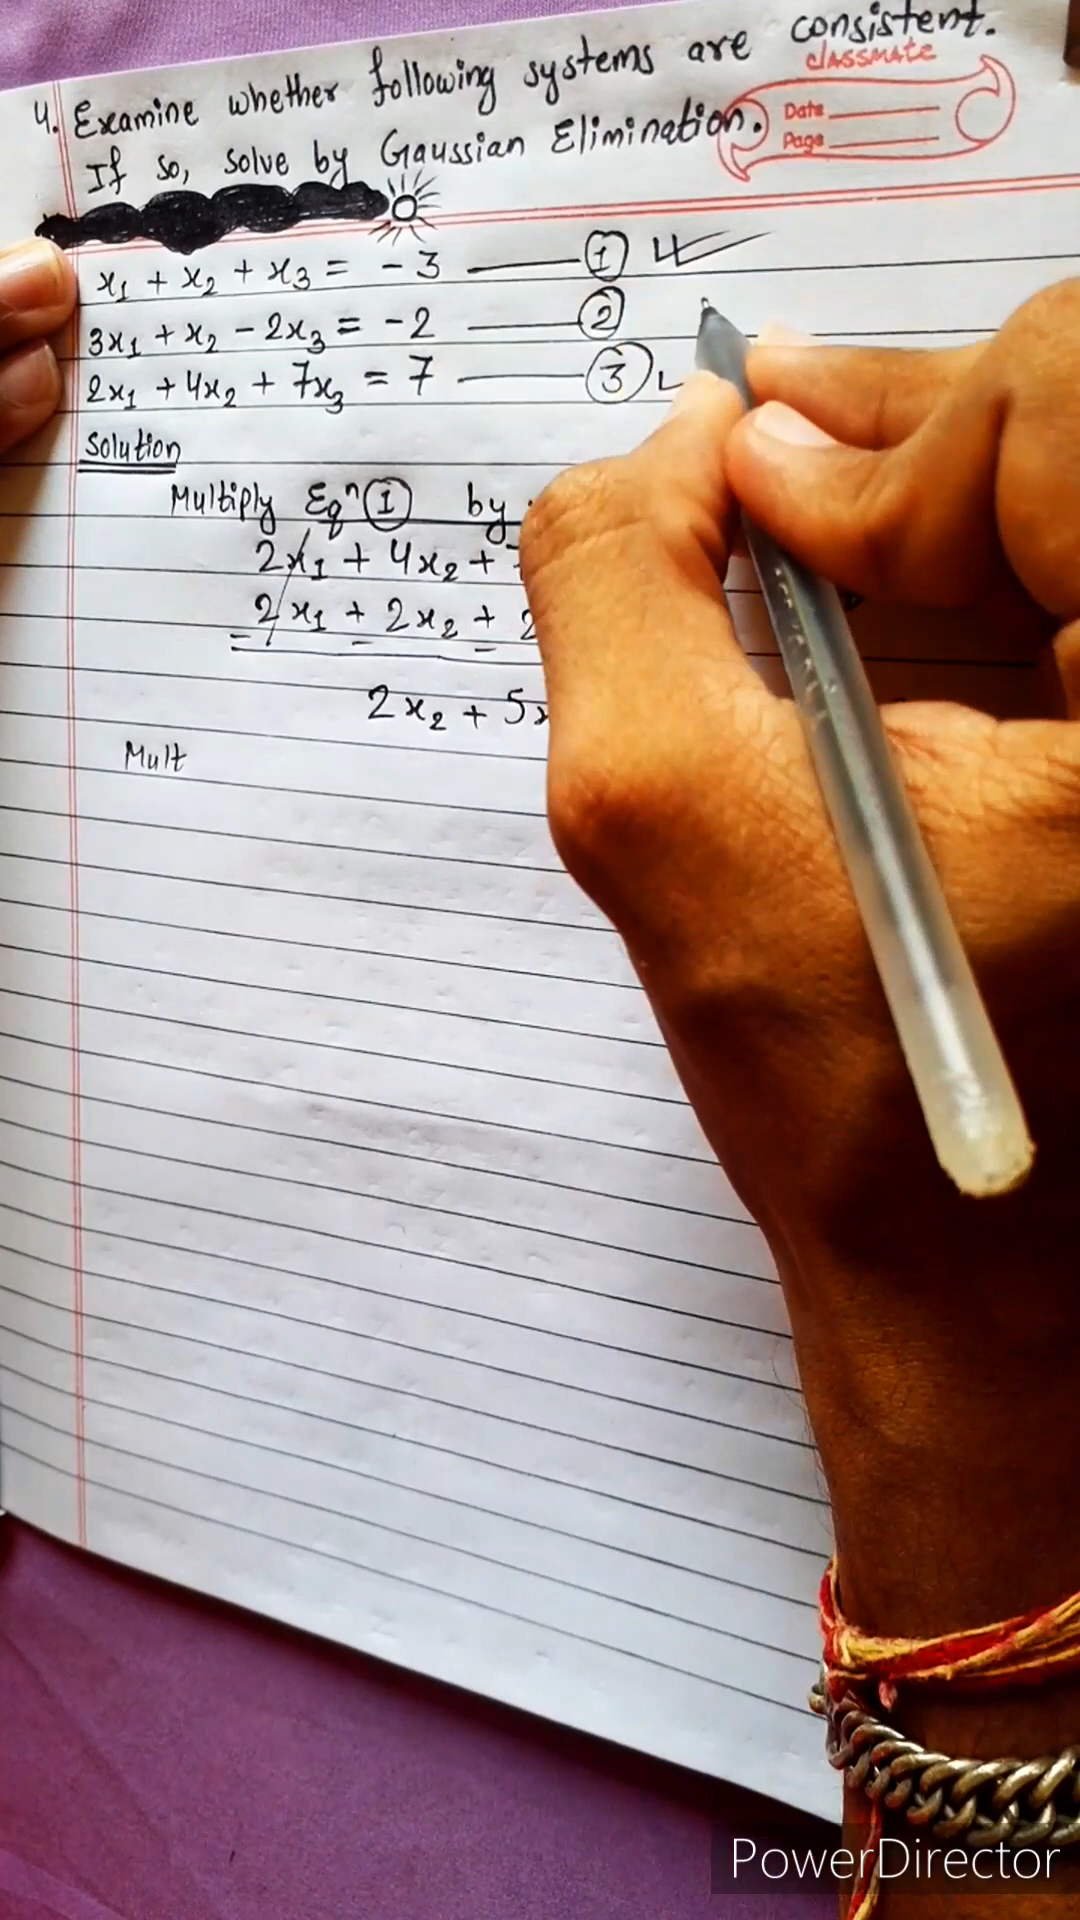 4. Examine whether following systems are consistent.
classmate
Date
Page
If so, solve by Gaussian Elimination.
x₁ + x₂ + x₃ = -3 ①
3x₁ + x₂ - 2x₃ = -2 ②
2x₁ + 4x₂ + 7x₃ = 7 ③
Solution
Multiply Eqⁿ ① by
2x₁ + 4x₂ +
2x₁ + 2x₂ + 2
- - -
2x₂ + 5x
Mult
PowerDirector